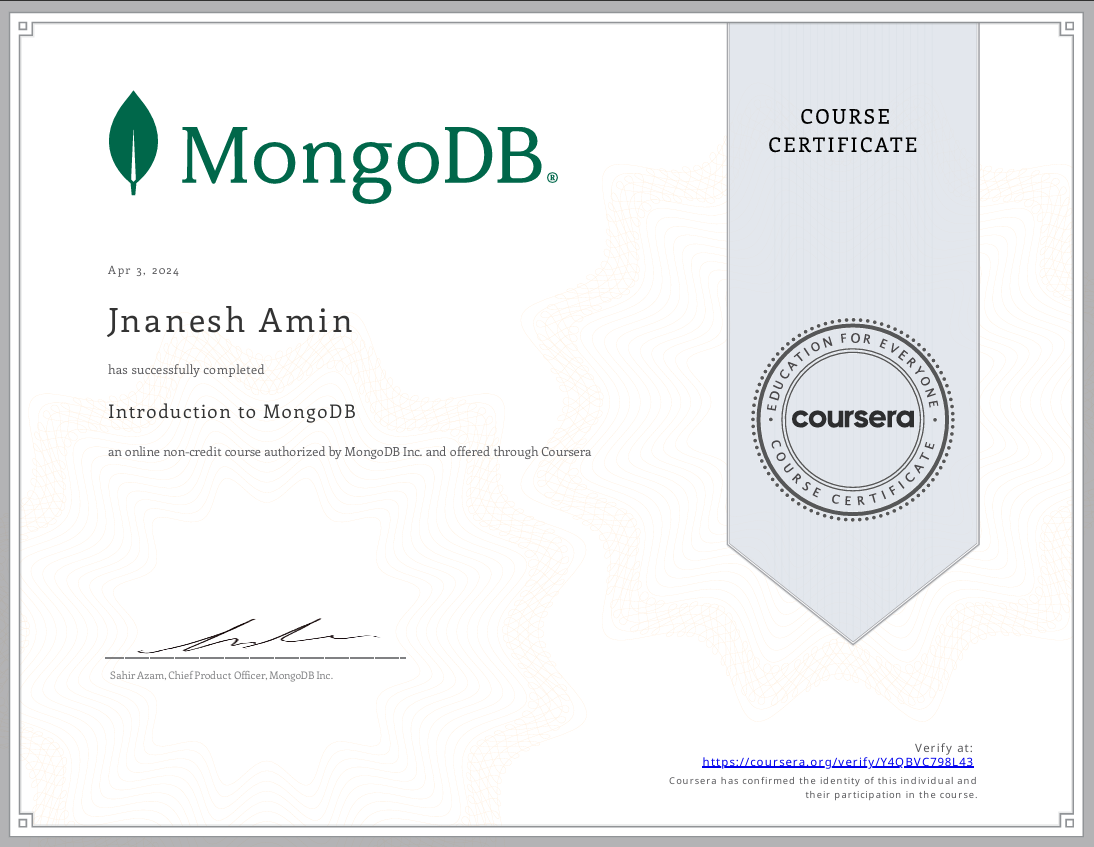 MongoDB®
COURSE
CERTIFICATE
Apr 3, 2024
Jnanesh Amin
has successfully completed
Introduction to MongoDB
an online non-credit course authorized by MongoDB Inc. and offered through Coursera
EDUCATION FOR EVERYONE
coursera
COURSE CERTIFICATE
Sahir Azam, Chief Product Officer, MongoDB Inc.
Verify at:
https://coursera.org/verify/Y4QBVC798L43
Coursera has confirmed the identity of this individual and
their participation in the course.